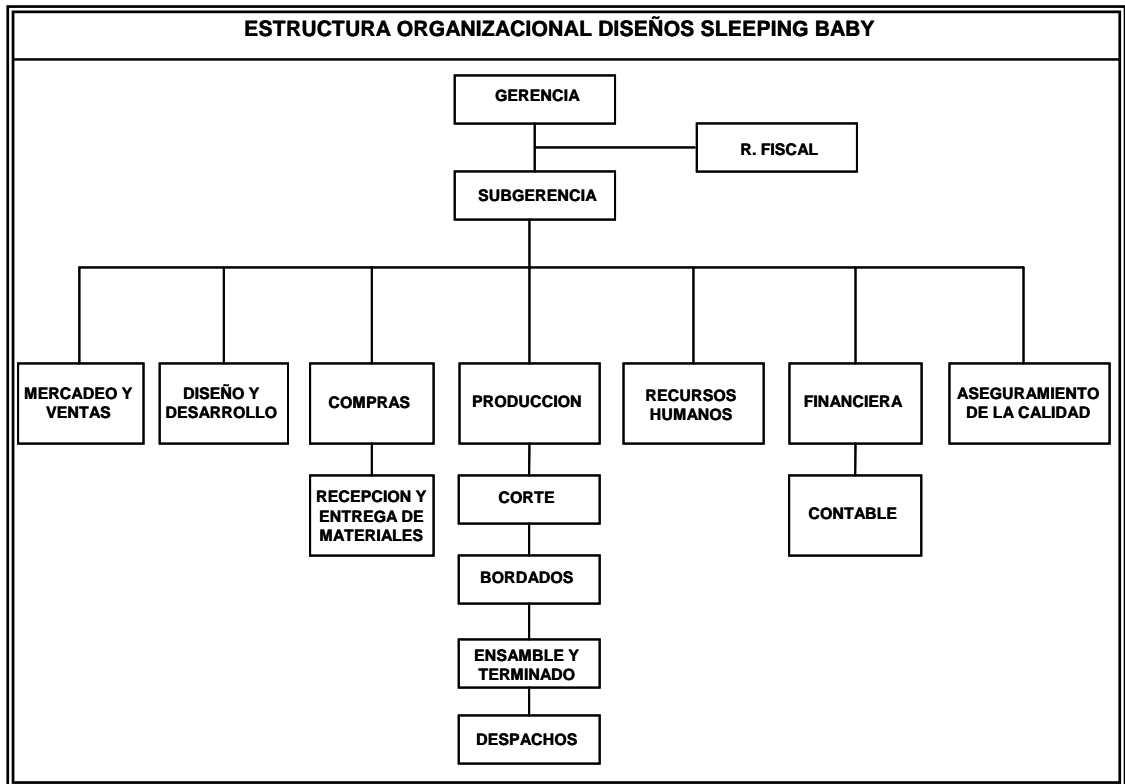 ESTRUCTURA ORGANIZACIONAL DISEÑOS SLEEPING BABY
GERENCIA
R. FISCAL
SUBGERENCIA
MERCADEO Y
VENTAS
DISEÑO Y
DESARROLLO
COMPRAS
PRODUCCION
RECURSOS
HUMANOS
FINANCIERA
ASEGURAMIENTO
DE LA CALIDAD
RECEPCION Y
ENTREGA DE
MATERIALES
CORTE
CONTABLE
BORDADOS
ENSAMBLE Y
TERMINADO
DESPACHOS